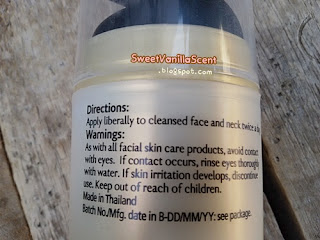 SweetVanillaScent
.blogspot.com
Directions:
Apply liberally to cleansed face and neck twice a
Warnings:
As with all facial skin care products, avoid contact
with eyes. If contact occurs, rinse eyes thoroughly
with water. If skin irritation develops, discontinue
use. Keep out of reach of children.
Made in Thailand
Batch No./Mfg. date in B-DD/MM/YY: see package.